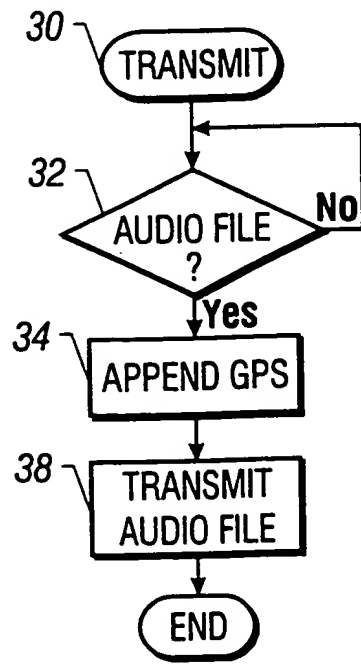 30
TRANSMIT
32
AUDIO FILE
?
No
Yes
34
APPEND GPS
38
TRANSMIT
AUDIO FILE
END